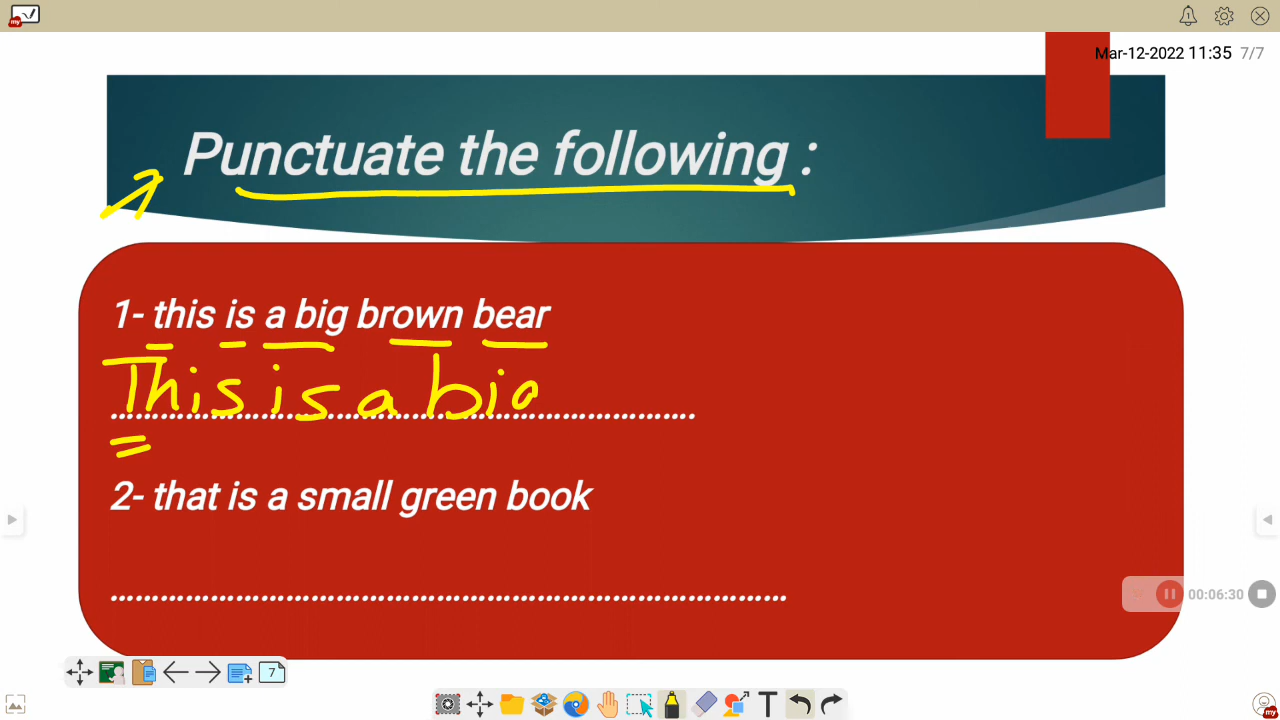 Mar-12-2022 11:35 7/7
Punctuate the following :
1- this is a big brown bear
This is a bi
2- that is a small green book
00:06:30
7